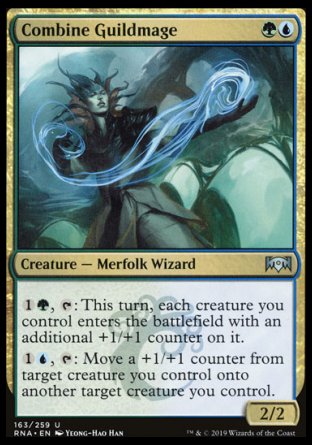 Combine Guildmage
Creature — Merfolk Wizard
1 , : This turn, each creature you
control enters the battlefield with an
additional +1/+1 counter on it.
1 , : Move a +1/+1 counter from
target creature you control onto
another target creature you control.
2/2
163/259 U
RNA • EN Yeong-Hao Han
™ & © 2019 Wizards of the Coast